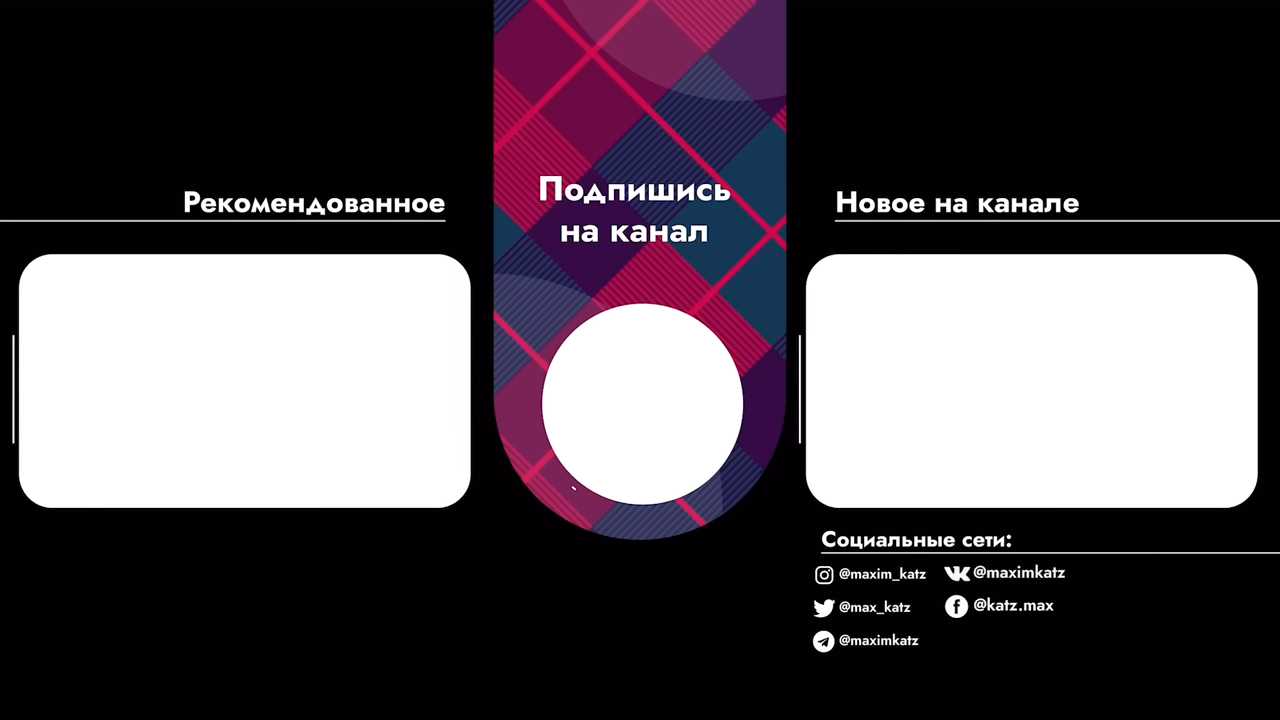 Рекомендованное
Подпишись
на канал
Новое на канале
Социальные сети:
@maxim_katz
@maximkatz
@max_katz
@katz.max
@maximkatz